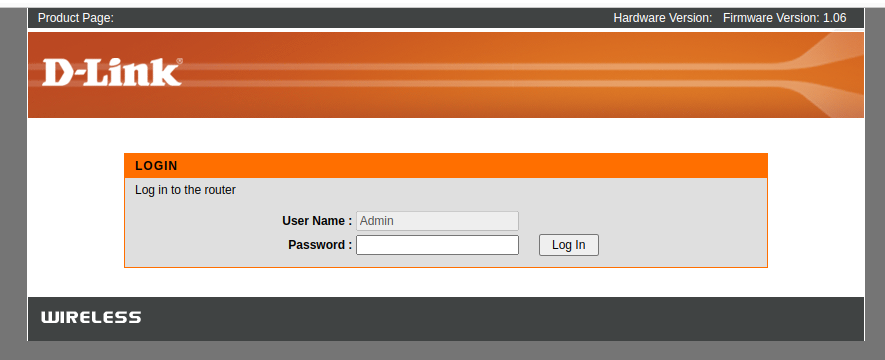 Product Page: Hardware Version: Firmware Version: 1.06
D-Link®
LOGIN
Log in to the router
User Name : Admin
Password : Log In
WIRELESS